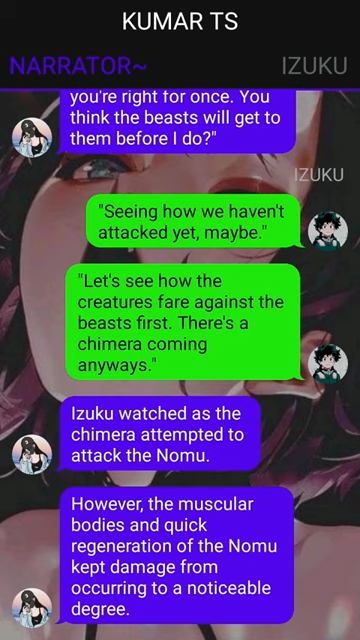 KUMAR TS
NARRATOR~
IZUKU
you're right for once. You
think the beasts will get to
them before I do?"
IZUKU
"Seeing how we haven't
attacked yet, maybe."
"Let's see how the
creatures fare against the
beasts first. There's a
chimera coming
anyways."
Izuku watched as the
chimera attempted to
attack the Nomu.
However, the muscular
bodies and quick
regeneration of the Nomu
kept damage from
occurring to a noticeable
degree.